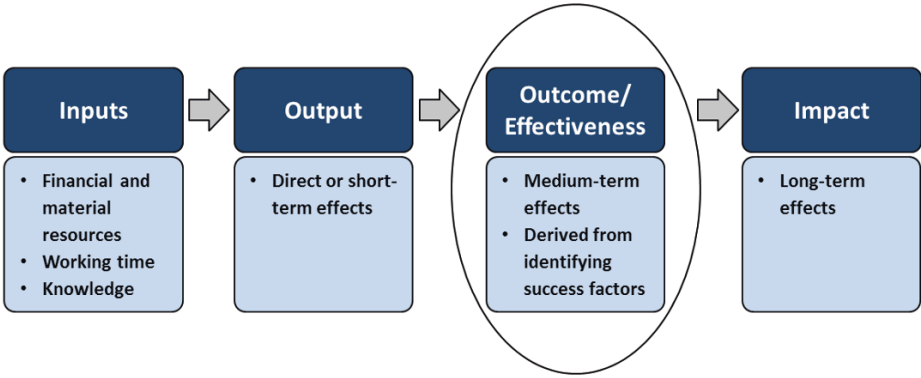 Inputs
• Financial and
material
resources
• Working time
• Knowledge
Output
• Direct or short-
term effects
Outcome/
Effectiveness
• Medium-term
effects
• Derived from
identifying
success factors
Impact
• Long-term
effects